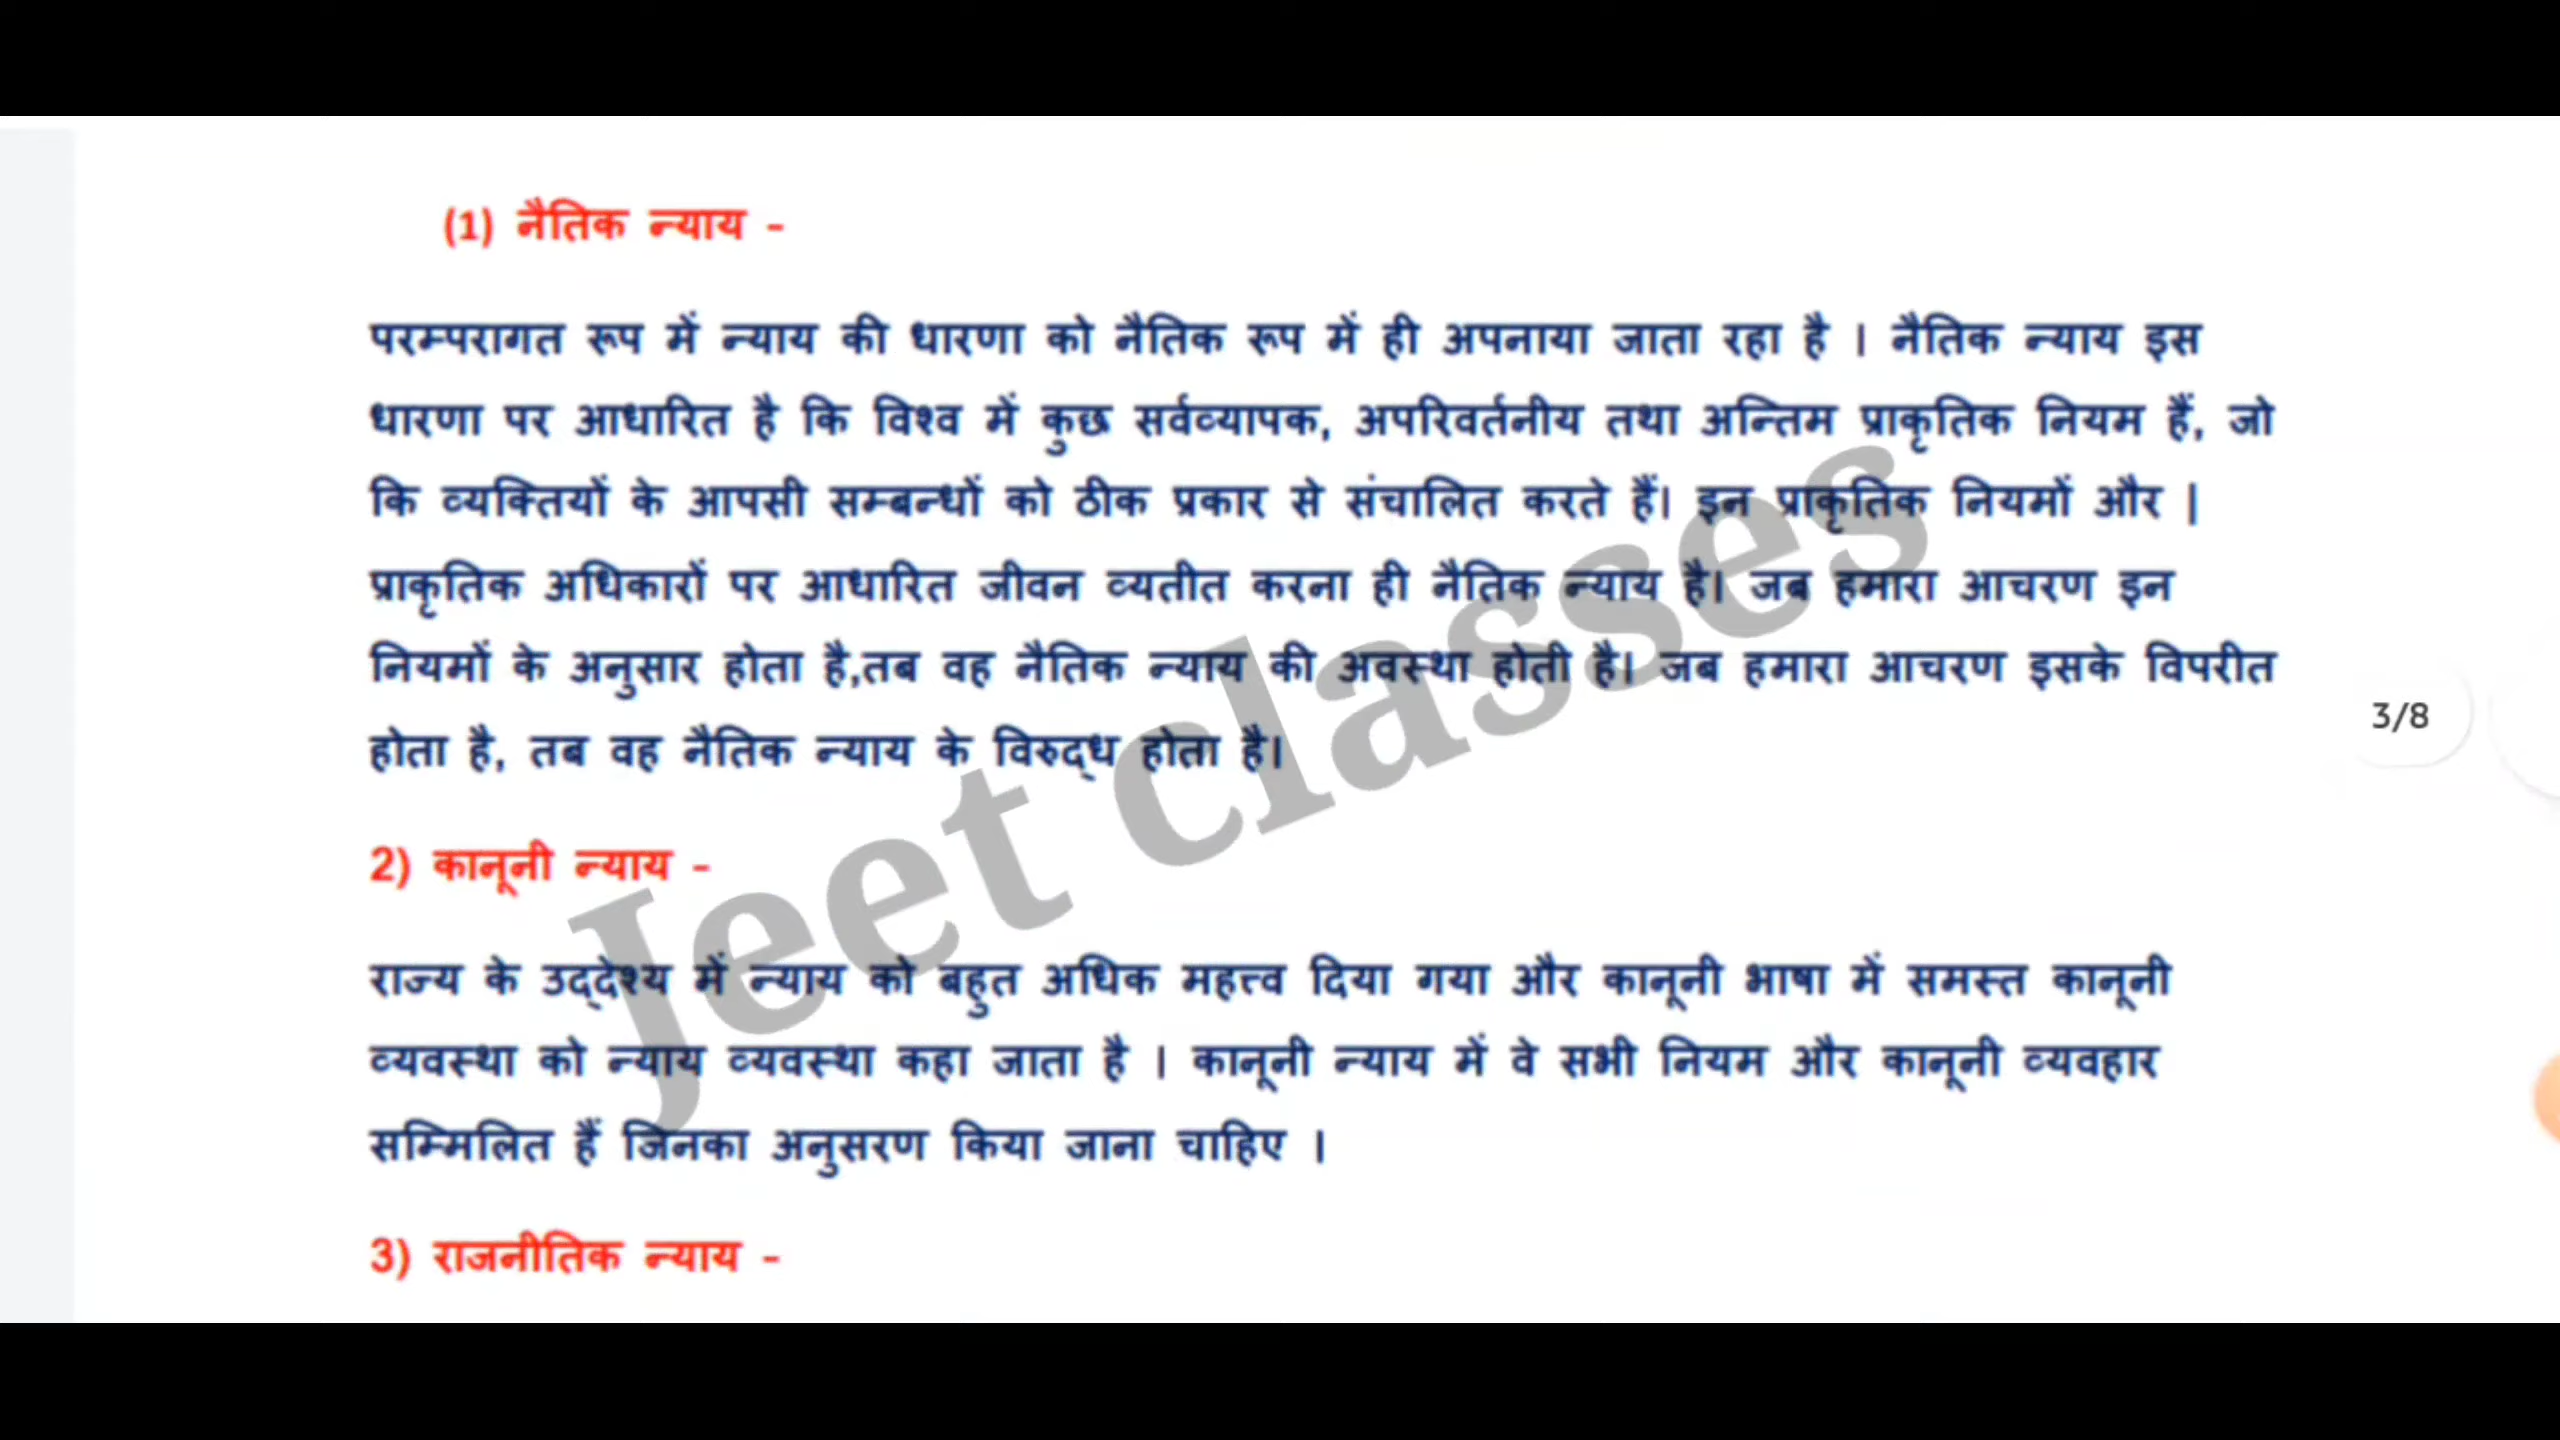 (1) नैतिक न्याय -
परम्परागत रूप में न्याय की धारणा को नैतिक रूप में ही अपनाया जाता रहा है । नैतिक न्याय इस
धारणा पर आधारित है कि विश्व में कुछ सर्वव्यापक, अपरिवर्तनीय तथा अन्तिम प्राकृतिक नियम हैं, जो
कि व्यक्तियों के आपसी सम्बन्धों को ठीक प्रकार से संचालित करते हैं। इन प्राकृतिक नियमों और |
प्राकृतिक अधिकारों पर आधारित जीवन व्यतीत करना ही नैतिक न्याय है। जब हमारा आचरण इन
नियमों के अनुसार होता है,तब वह नैतिक न्याय की अवस्था होती है। जब हमारा आचरण इसके विपरीत
होता है, तब वह नैतिक न्याय के विरुद्ध होता है।
3/8
Jeet classes
2) कानूनी न्याय -
राज्य के उद्देश्य में न्याय को बहुत अधिक महत्त्व दिया गया और कानूनी भाषा में समस्त कानूनी
व्यवस्था को न्याय व्यवस्था कहा जाता है । कानूनी न्याय में वे सभी नियम और कानूनी व्यवहार
सम्मिलित हैं जिनका अनुसरण किया जाना चाहिए ।
3) राजनीतिक न्याय -